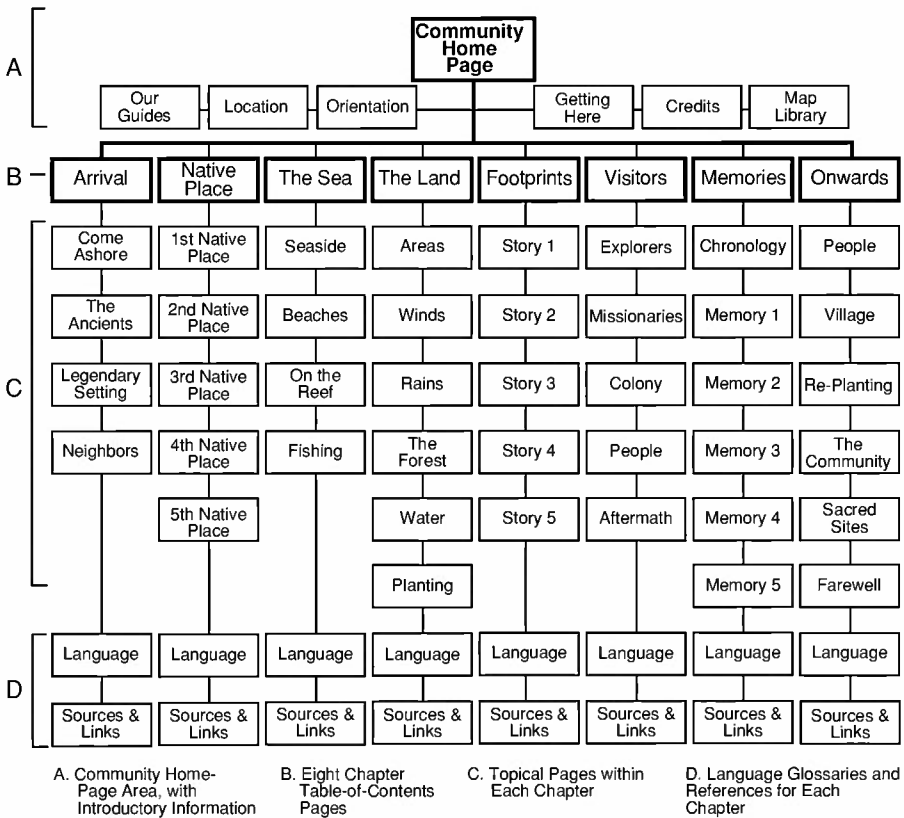 Community
Home
Page
A
Our
Guides
Location
Orientation
Getting
Here
Credits
Map
Library
B
Arrival
Native
Place
The Sea
The Land
Footprints
Visitors
Memories
Onwards
C
Come
Ashore
1st Native
Place
Seaside
Areas
Story 1
Explorers
Chronology
People
The
Ancients
2nd Native
Place
Beaches
Winds
Story 2
Missionaries
Memory 1
Village
Legendary
Setting
3rd Native
Place
On the
Reef
Rains
Story 3
Colony
Memory 2
Re-Planting
Neighbors
4th Native
Place
Fishing
The
Forest
Story 4
People
Memory 3
The
Community
5th Native
Place
Water
Story 5
Aftermath
Memory 4
Sacred
Sites
Planting
Memory 5
Farewell
D
Language
Language
Language
Language
Language
Language
Language
Language
Sources &
Links
Sources &
Links
Sources &
Links
Sources &
Links
Sources &
Links
Sources &
Links
Sources &
Links
Sources &
Links
A. Community Home-
Page Area, with
Introductory Information
B. Eight Chapter
Table-of-Contents
Pages
C. Topical Pages within
Each Chapter
D. Language Glossaries and
References for Each
Chapter